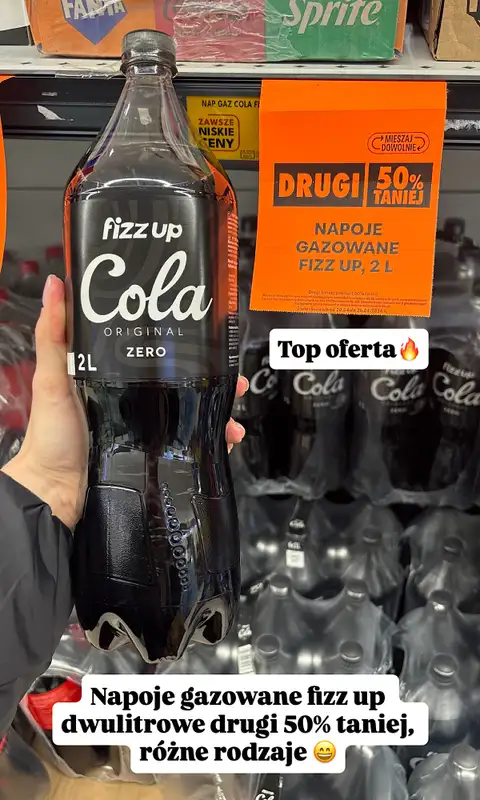 FANTA
Sprite
NAP GAZ COLA
ZAWSZE
NISKIE
CENY
MIESZAJ
DOWOLNIE
DRUGI 50%
TANIEJ
NAPOJE
GAZOWANE
FIZZ UP, 2 L
fizz up
Cola
ORIGINAL
ZERO
2L
Top oferta🔥
Cola
fizz up
Cola
Napoje gazowane fizz up
dwulitrowe drugi 50% taniej,
różne rodzaje 😄